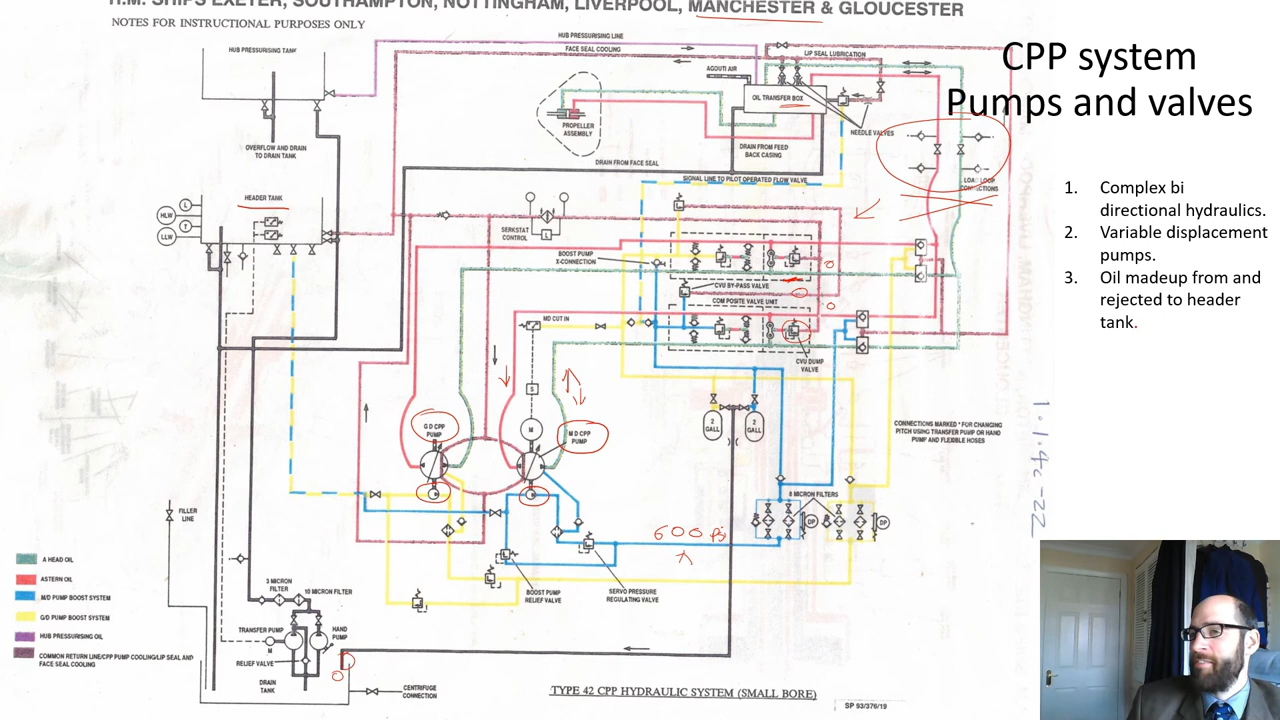 H.M. SHIPS EXETER, SOUTHAMPTON, NOTTINGHAM, LIVERPOOL, MANCHESTER & GLOUCESTER
NOTES FOR INSTRUCTIONAL PURPOSES ONLY
CPP system
Pumps and valves
1. Complex bi
directional hydraulics.
2. Variable displacement
pumps.
3. Oil madeup from and
rejected to header
tank.
HUB PRESSURISING TANK
HUB PRESSURISING LINE
FACE SEAL COOLING
LIP SEAL LUBRICATION
AGOUTI AIR
OIL TRANSFER BOX
PROPELLER
ASSEMBLY
NEEDLE VALVES
OVERFLOW AND DRAIN
TO DRAIN TANK
DRAIN FROM FEED
BACK CASING
DRAIN FROM FACE SEAL
SIGNAL LINE TO PILOT OPERATED FLOW VALVE
HEADER TANK
L
HLW
T
LLW
SERKSTAT
CONTROL
L
BOOST PUMP
X-CONNECTION
CVU BY-PASS VALVE
COM POSITE VALVE UNIT
MD CUT IN
CVU DUMP
VALVE
S
M
G D CPP
PUMP
M D CPP
PUMP
2
GALL
2
GALL
CONNECTIONS MARKED * FOR CHANGING
PITCH USING TRANSFER PUMP OR HAND
PUMP AND FLEXIBLE HOSES
8 MICRON FILTERS
DP
DP
600 psi
FILLER
LINE
A HEAD OIL
ASTERN OIL
M/D PUMP BOOST SYSTEM
G/D PUMP BOOST SYSTEM
HUB PRESSURISING OIL
COMMON RETURN LINE/CPP PUMP COOLING/LIP SEAL AND
FACE SEAL COOLING
3 MICRON
FILTER
10 MICRON FILTER
TRANSFER PUMP
M
HAND
PUMP
RELIEF VALVE
DRAIN
TANK
CENTRIFUGE
CONNECTION
BOOST PUMP
RELIEF VALVE
SERVO PRESSURE
REGULATING VALVE
TYPE 42 CPP HYDRAULIC SYSTEM (SMALL BORE)
SP 93/376/19